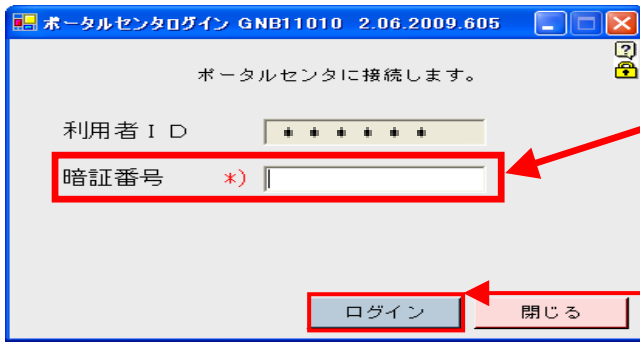 ポータルセンタログイン GNB11010 2.06.2009.605
ポータルセンタに接続します。
利用者ＩＤ ******
暗証番号 *)
ログイン 閉じる